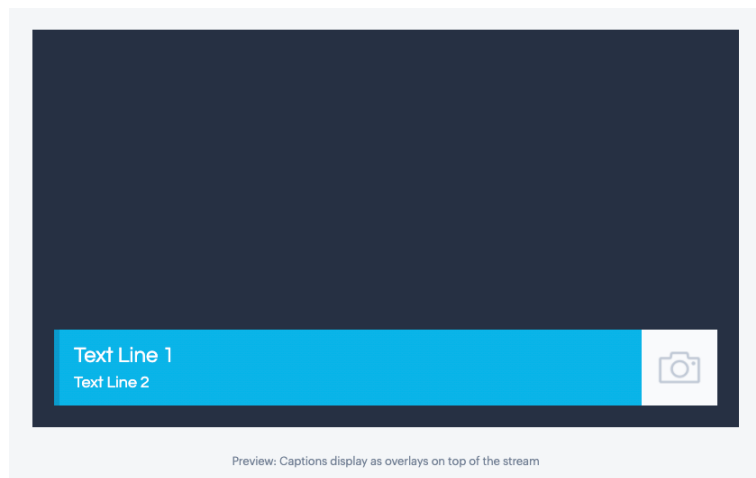 Text Line 1
Text Line 2
Preview: Captions display as overlays on top of the stream